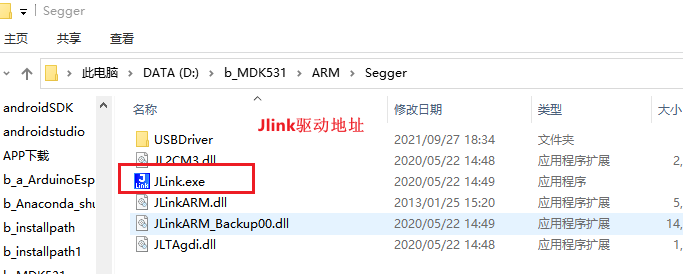 Segger
主页 共享 查看
此电脑 DATA (D:) b_MDK531 ARM Segger
androidSDK
androidstudio
APP下载
b_a_ArduinoEsp
b_Anaconda_shu
b_installpath
b_installpath1
b_MDK531
名称 修改日期 类型 大小
Jlink驱动地址
USBDriver 2021/09/27 18:34 文件夹
JL2CM3.dll 2020/05/22 14:48 应用程序扩展 2,
JLink.exe 2020/05/22 14:49 应用程序
JLinkARM.dll 2013/01/25 15:20 应用程序扩展 5,
JLinkARM_Backup00.dll 2020/05/22 14:49 应用程序扩展 14,
JLTAgdi.dll 2020/05/22 14:48 应用程序扩展 1,